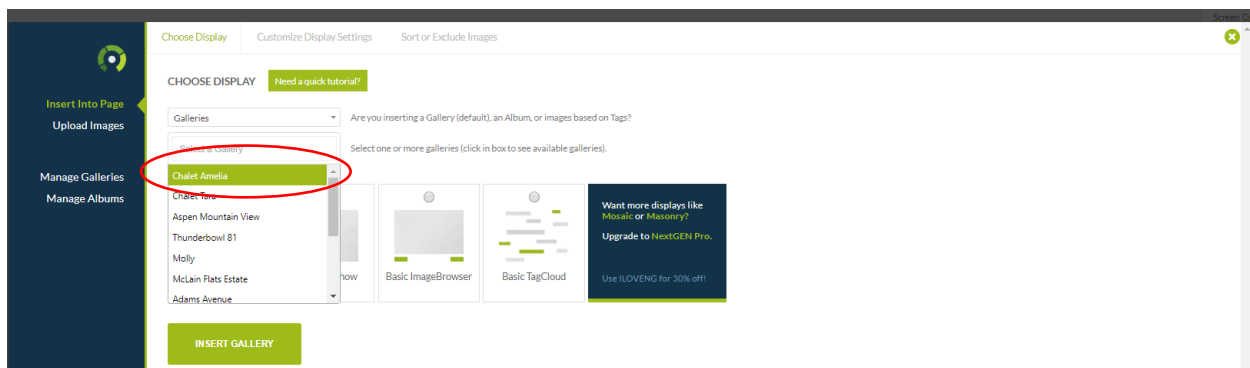 Screen O
Choose Display
Customize Display Settings
Sort or Exclude Images
CHOOSE DISPLAY
Need a quick tutorial?
Insert Into Page
Upload Images
Manage Galleries
Manage Albums
Galleries
Are you inserting a Gallery (default), an Album, or images based on Tags?
Select a Gallery
Select one or more galleries (click in box to see available galleries).
Chalet Amelia
Chalet Tara
Aspen Mountain View
Thunderbowl 81
Molly
McLain Flats Estate
Adams Avenue
how
Basic ImageBrowser
Basic TagCloud
Want more displays like
Mosaic or Masonry?
Upgrade to NextGEN Pro.
Use ILOVENG for 30% off!
INSERT GALLERY